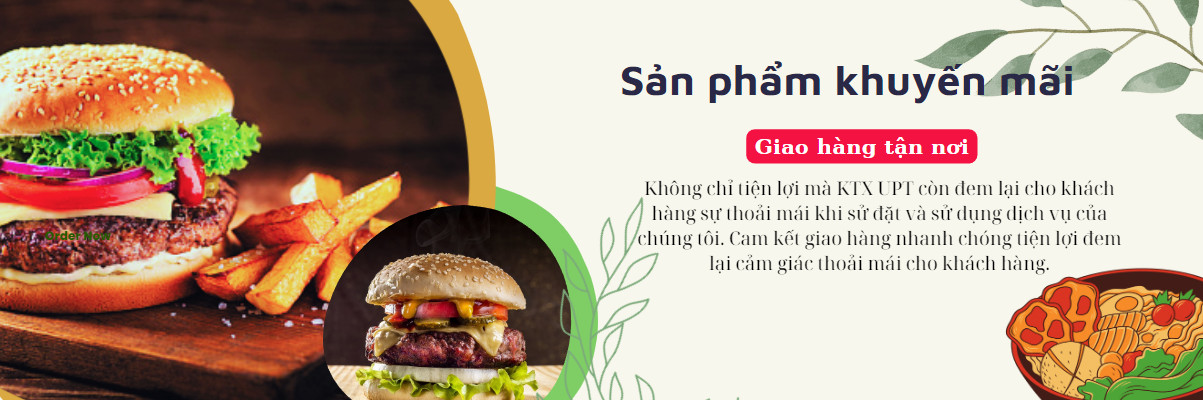 Sản phẩm khuyến mãi
Giao hàng tận nơi
Không chỉ tiện lợi mà KTX UPT còn đem lại cho khách
hàng sự thoải mái khi sử đặt và sử dụng dịch vụ của
chúng tôi. Cam kết giao hàng nhanh chóng tiện lợi đem
lại cảm giác thoải mái cho khách hàng.
Order Now